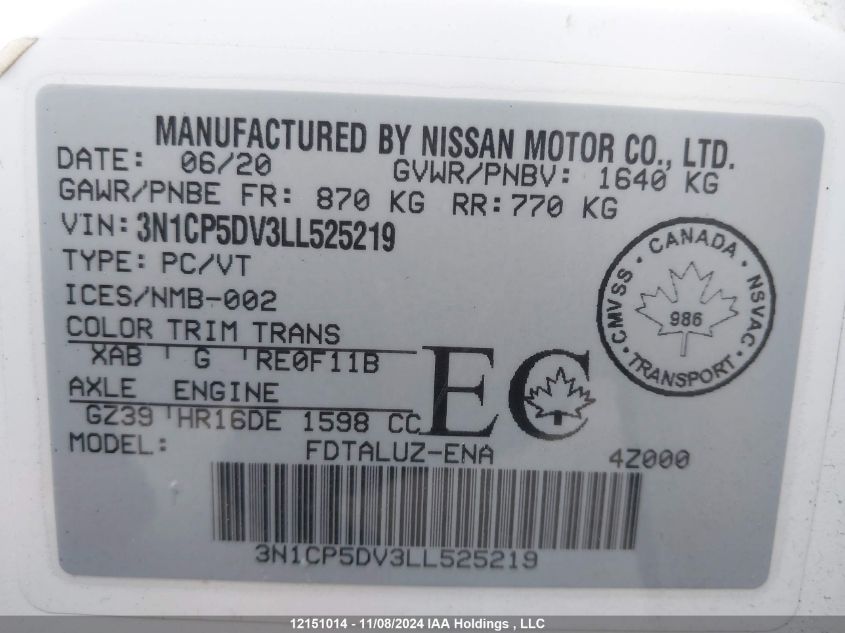 MANUFACTURED BY NISSAN MOTOR CO., LTD.
DATE: 06/20 GVWR/PNBV: 1640 KG
GAWR/PNBE FR: 870 KG RR: 770 KG
VIN: 3N1CP5DV3LL525219
TYPE: PC/VT
ICES/NMB-002
COLOR TRIM TRANS
XAB G RE0F11B
AXLE ENGINE
GZ39 HR16DE 1598 CC
EC
CMVSS · CANADA · NSVAC · TRANSPORT ·
986
MODEL: FDTALUZ-ENA 4Z000
3N1CP5DV3LL525219
12151014 - 11/08/2024 IAA Holdings , LLC